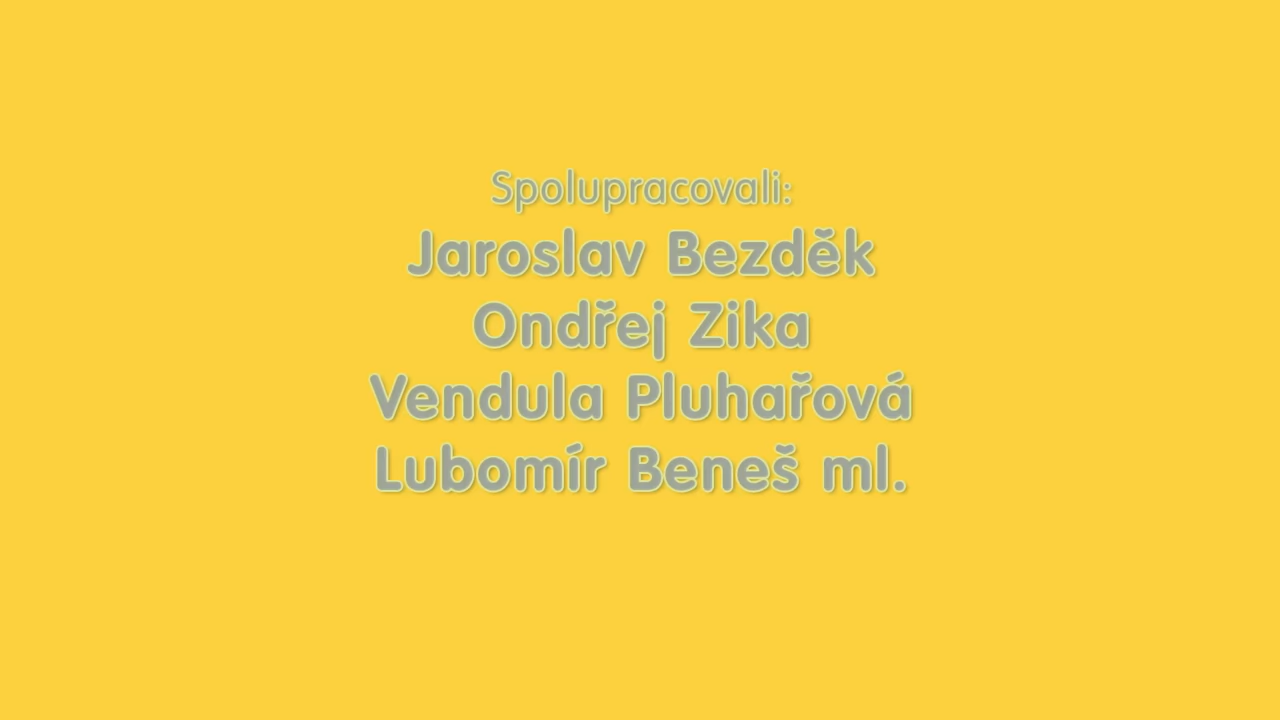 Spolupracovali:
Jaroslav Bezděk
Ondřej Zika
Vendula Pluhařová
Lubomír Beneš ml.